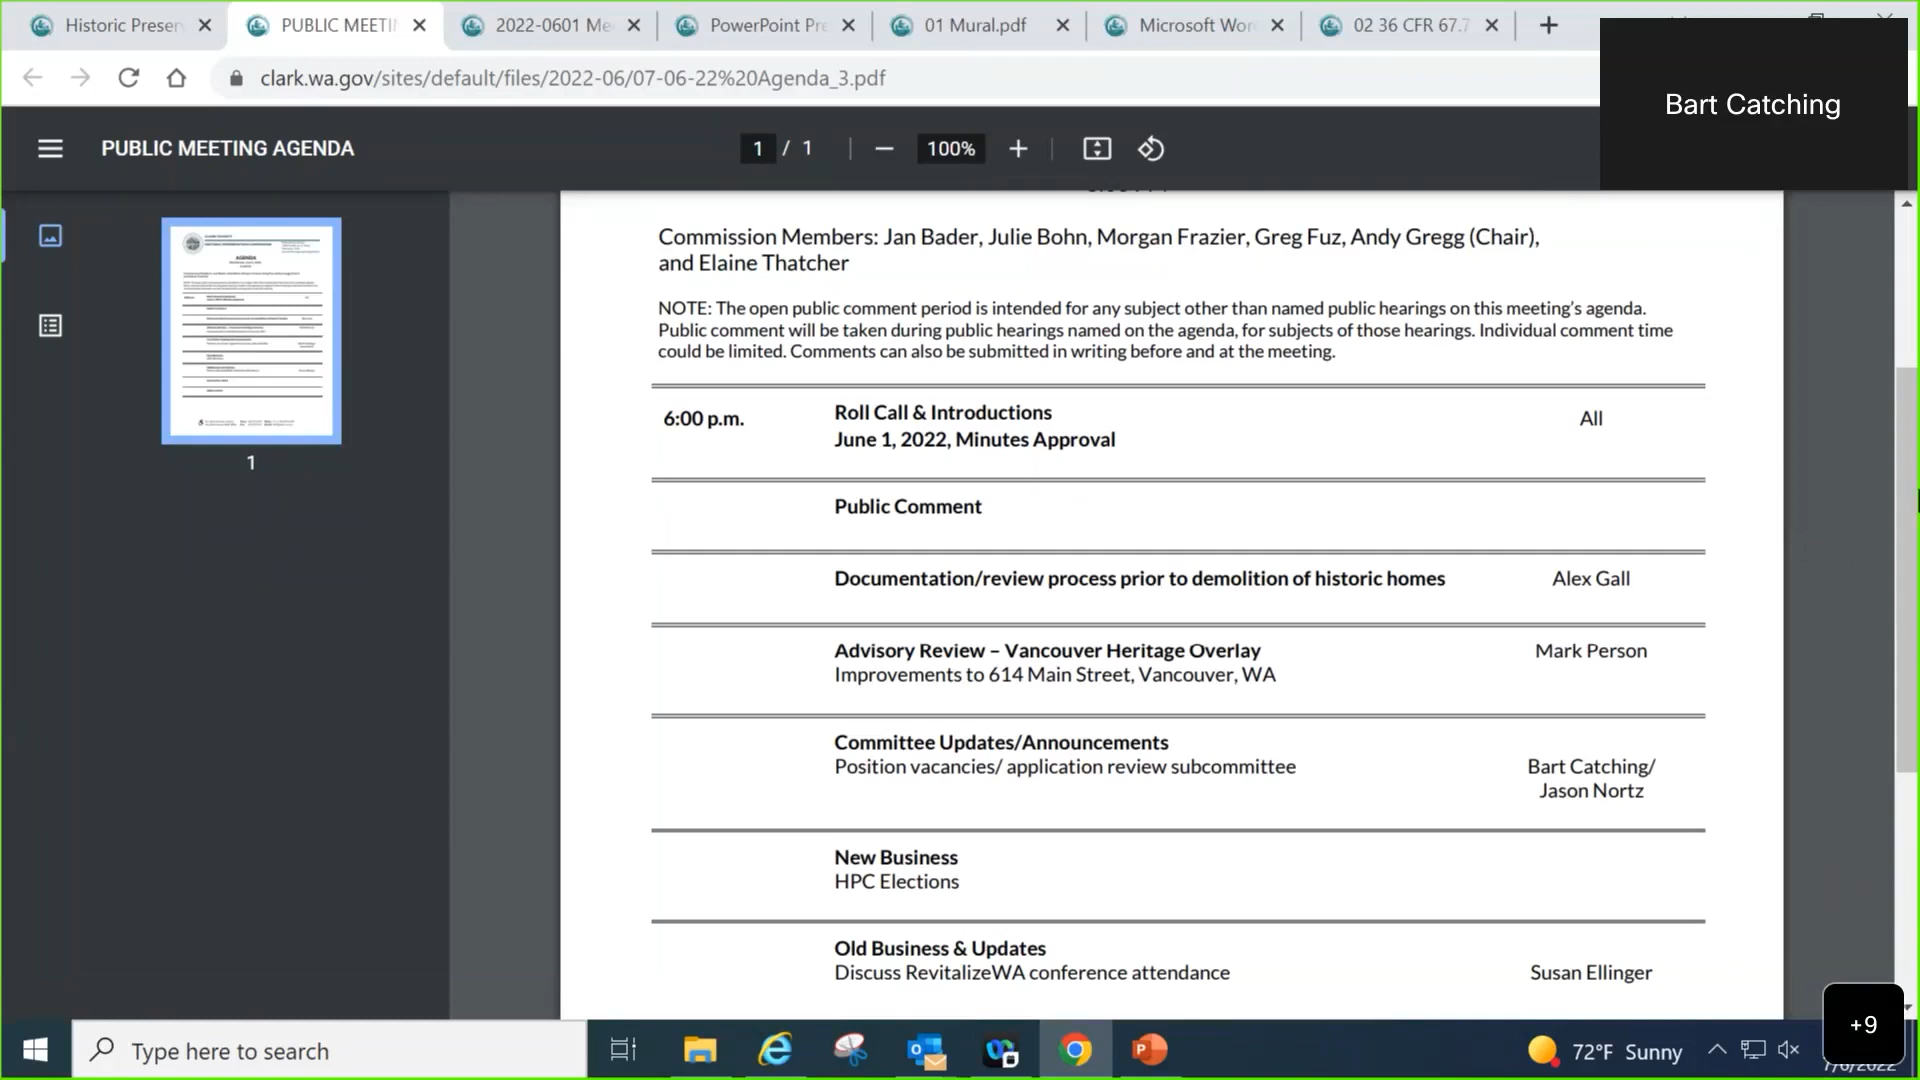 Historic Preser
PUBLIC MEETI
2022-0601 Me
PowerPoint Pre
01 Mural.pdf
Microsoft Wor
02 36 CFR 67.7
clark.wa.gov/sites/default/files/2022-06/07-06-22%20Agenda_3.pdf
Bart Catching
PUBLIC MEETING AGENDA
1 / 1
100%
Commission Members: Jan Bader, Julie Bohn, Morgan Frazier, Greg Fuz, Andy Gregg (Chair),
and Elaine Thatcher
NOTE: The open public comment period is intended for any subject other than named public hearings on this meeting's agenda.
Public comment will be taken during public hearings named on the agenda, for subjects of those hearings. Individual comment time
could be limited. Comments can also be submitted in writing before and at the meeting.
6:00 p.m. Roll Call & Introductions All
June 1, 2022, Minutes Approval
Public Comment
Documentation/review process prior to demolition of historic homes Alex Gall
Advisory Review – Vancouver Heritage Overlay Mark Person
Improvements to 614 Main Street, Vancouver, WA
Committee Updates/Announcements
Position vacancies/ application review subcommittee Bart Catching/
Jason Nortz
New Business
HPC Elections
Old Business & Updates
Discuss RevitalizeWA conference attendance Susan Ellinger
1
AGENDA
Type here to search
72°F Sunny
+9